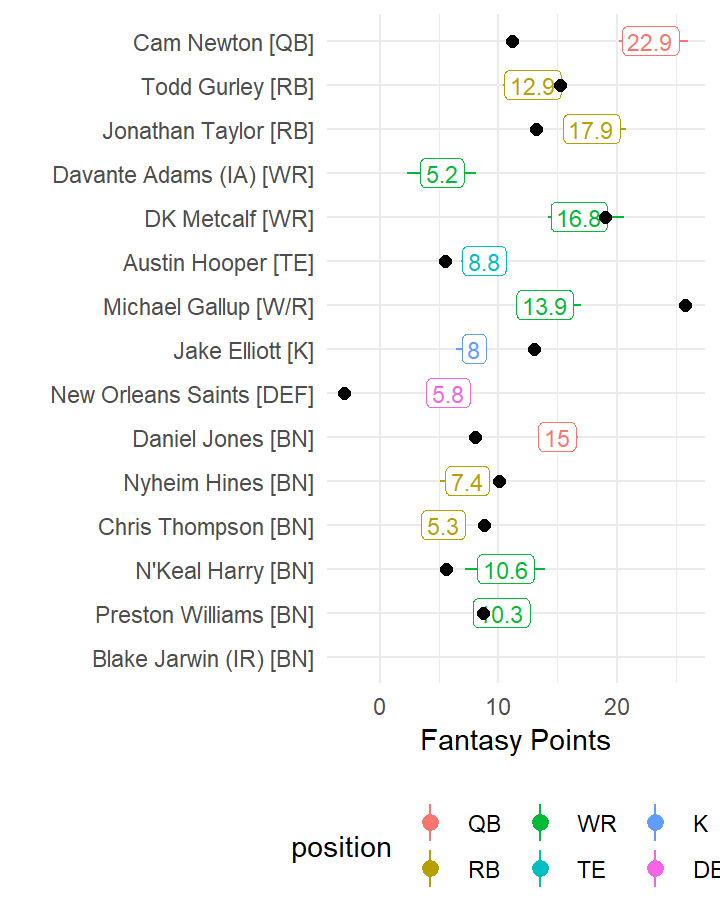 Cam Newton [QB] 22.9
Todd Gurley [RB] 12.9
Jonathan Taylor [RB] 17.9
Davante Adams (IA) [WR] 5.2
DK Metcalf [WR] 16.8
Austin Hooper [TE] 8.8
Michael Gallup [W/R] 13.9
Jake Elliott [K] 8
New Orleans Saints [DEF] 5.8
Daniel Jones [BN] 15
Nyheim Hines [BN] 7.4
Chris Thompson [BN] 5.3
N'Keal Harry [BN] 10.6
Preston Williams [BN] 0.3
Blake Jarwin (IR) [BN]
0 10 20
Fantasy Points
position
QB WR K
RB TE DE